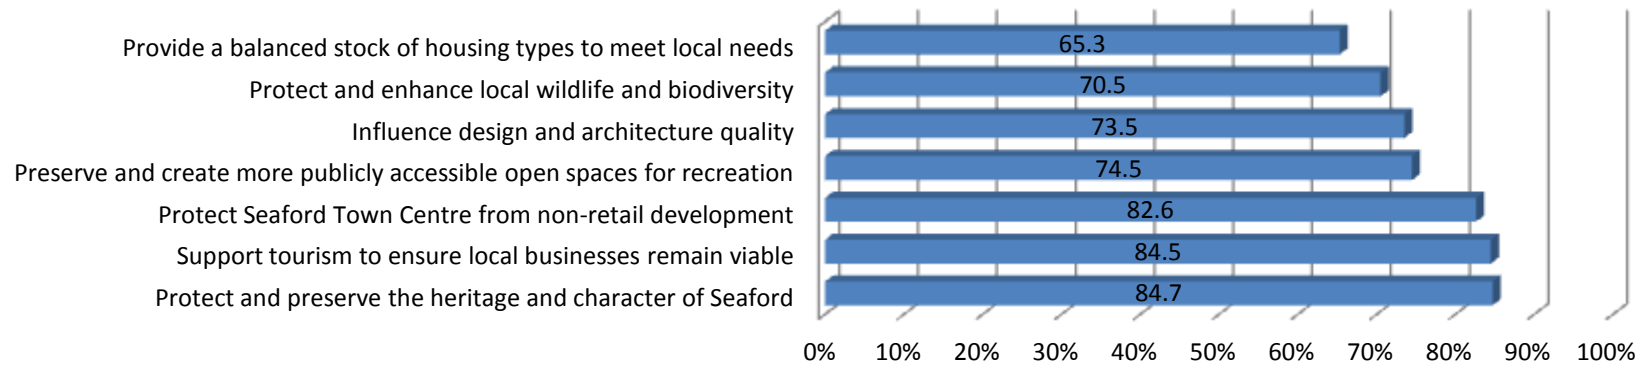 Provide a balanced stock of housing types to meet local needs 65.3
Protect and enhance local wildlife and biodiversity 70.5
Influence design and architecture quality 73.5
Preserve and create more publicly accessible open spaces for recreation 74.5
Protect Seaford Town Centre from non-retail development 82.6
Support tourism to ensure local businesses remain viable 84.5
Protect and preserve the heritage and character of Seaford 84.7
0% 10% 20% 30% 40% 50% 60% 70% 80% 90% 100%